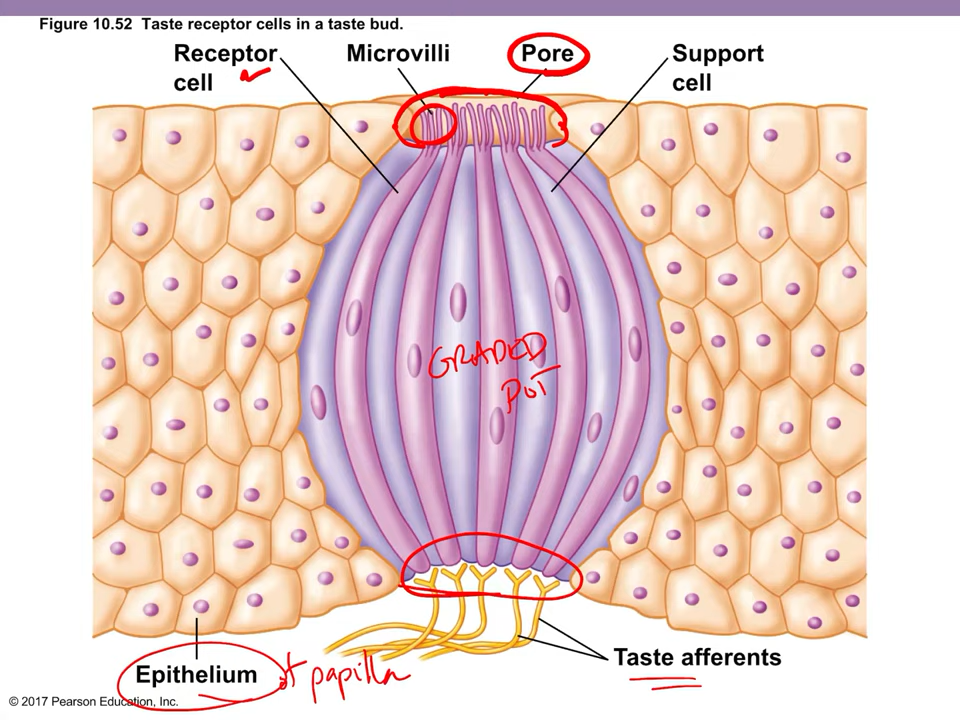 Figure 10.52 Taste receptor cells in a taste bud.
Receptor cell
Microvilli
Pore
Support cell
GRADED
POT
Taste afferents
Epithelium of papilla
© 2017 Pearson Education, Inc.